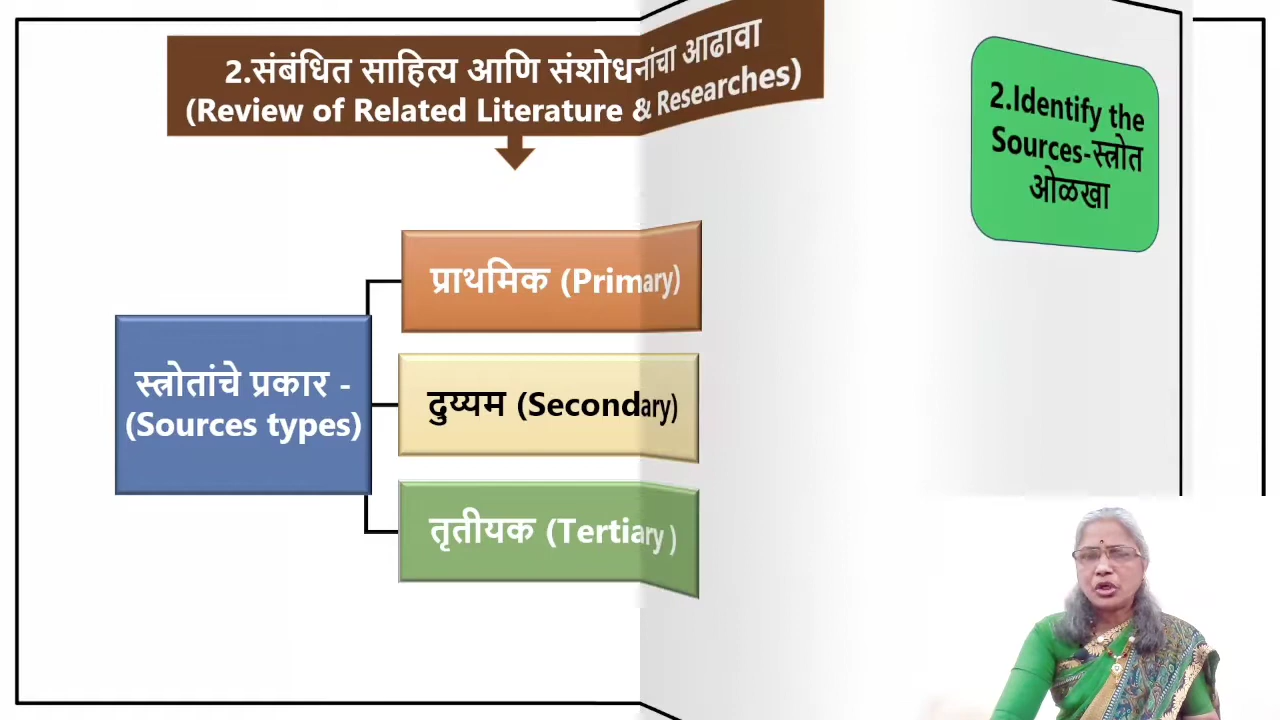 2.संबंधित साहित्य आणि संशोधनांचा आढावा
(Review of Related Literature & Researches)
2.Identify the
Sources-स्त्रोत
ओळखा
प्राथमिक (Primary)
स्त्रोतांचे प्रकार -
(Sources types)
दुय्यम (Secondary)
तृतीयक (Tertiary )